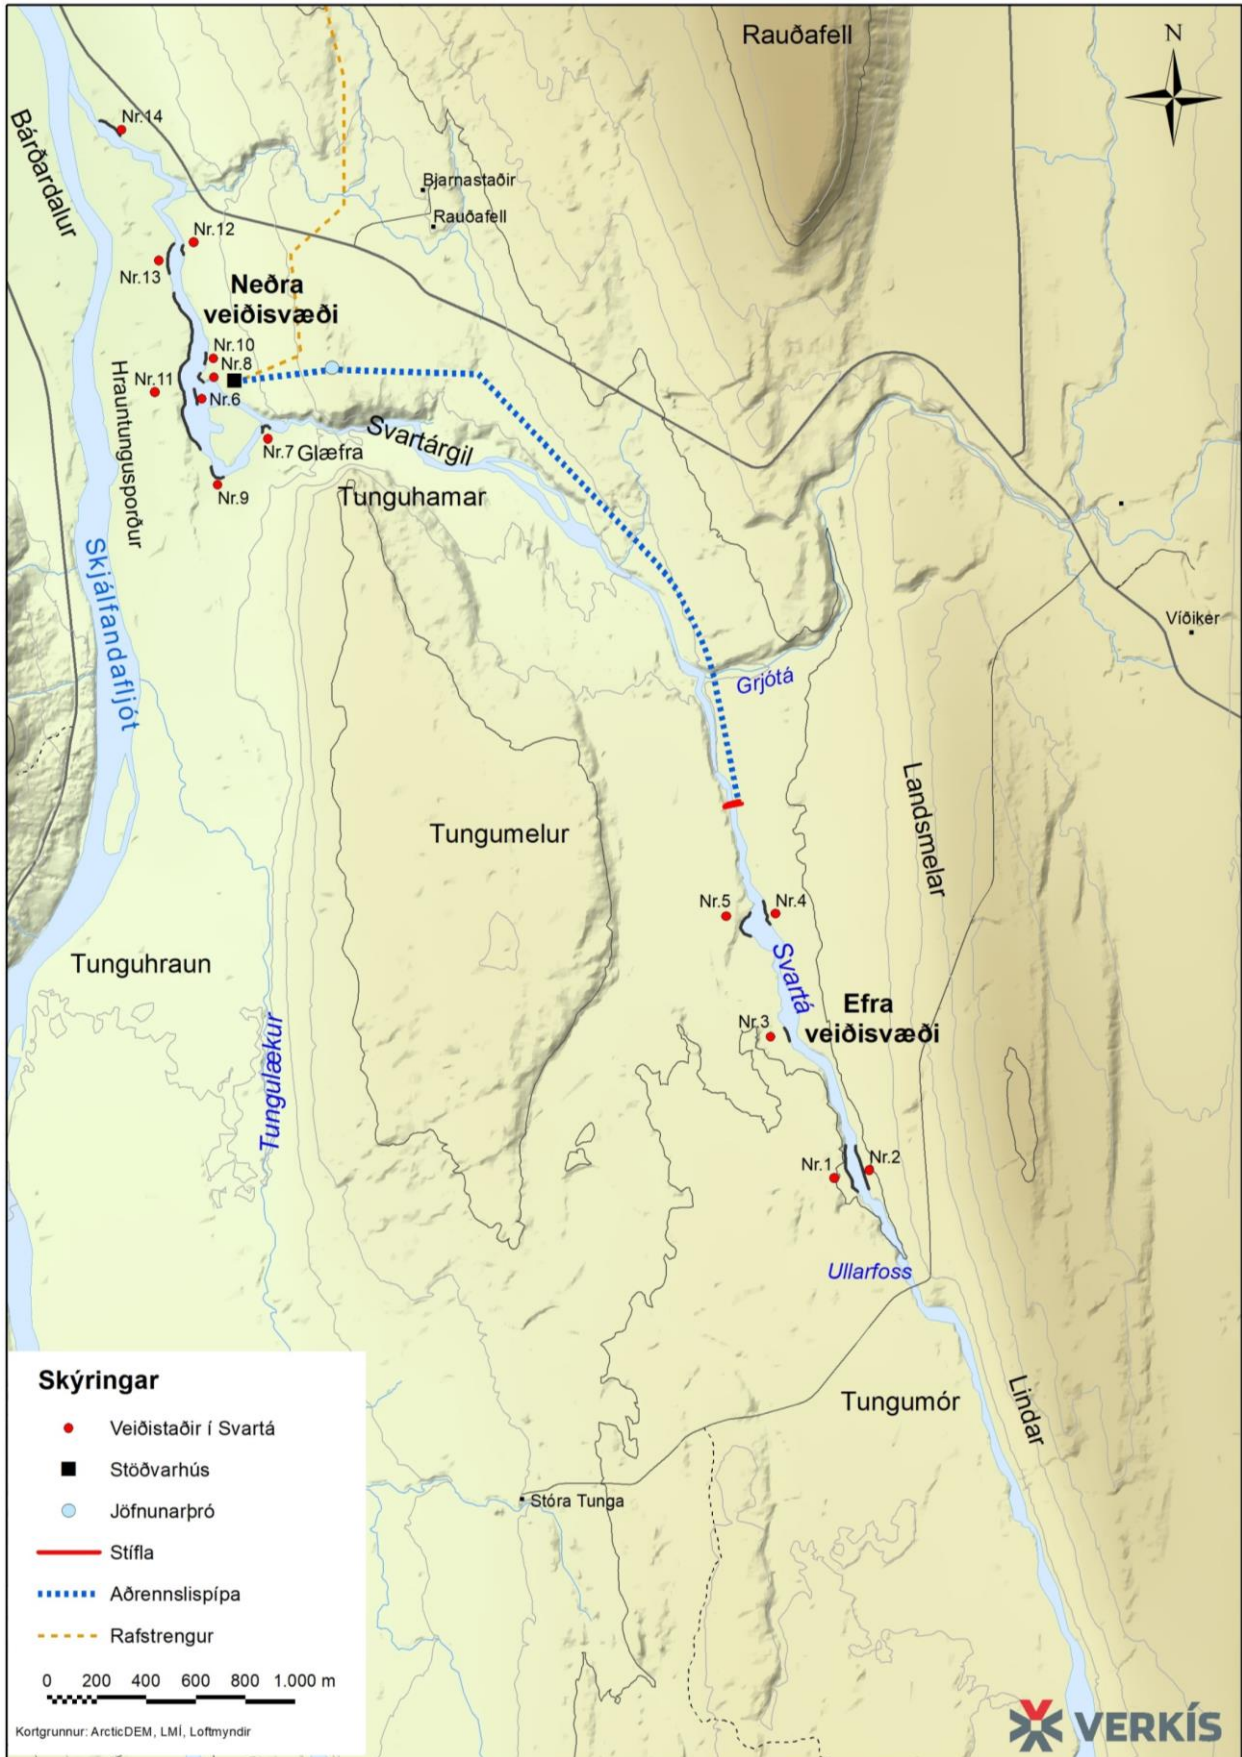 Rauðafell
N
Nr.14
Bárðardalur
Bjarnastaðir
Rauðafell
Nr.12
Nr.13
Neðra
veiðisvæði
Nr.10
Nr.8
Nr.11
Nr.6
Hrauntungusporður
Svartárgil
Nr.7 Glæfra
Tunguhamar
Nr.9
Skjálfandafljót
Víðiker
Grjótá
Landsmelar
Tungumelur
Nr.5
Nr.4
Svartá
Tunguhraun
Efra
veiðisvæði
Nr.3
Tungulækur
Nr.1
Nr.2
Ullarfoss
Lindar
Tungumór
Stóra Tunga
Skýringar
Veiðistaðir í Svartá
Stöðvarhús
Jöfnunarþró
Stífla
Aðrennslispípa
Rafstrengur
0 200 400 600 800 1.000 m
Kortgrunnur: ArcticDEM, LMÍ, Loftmyndir
VERKÍS